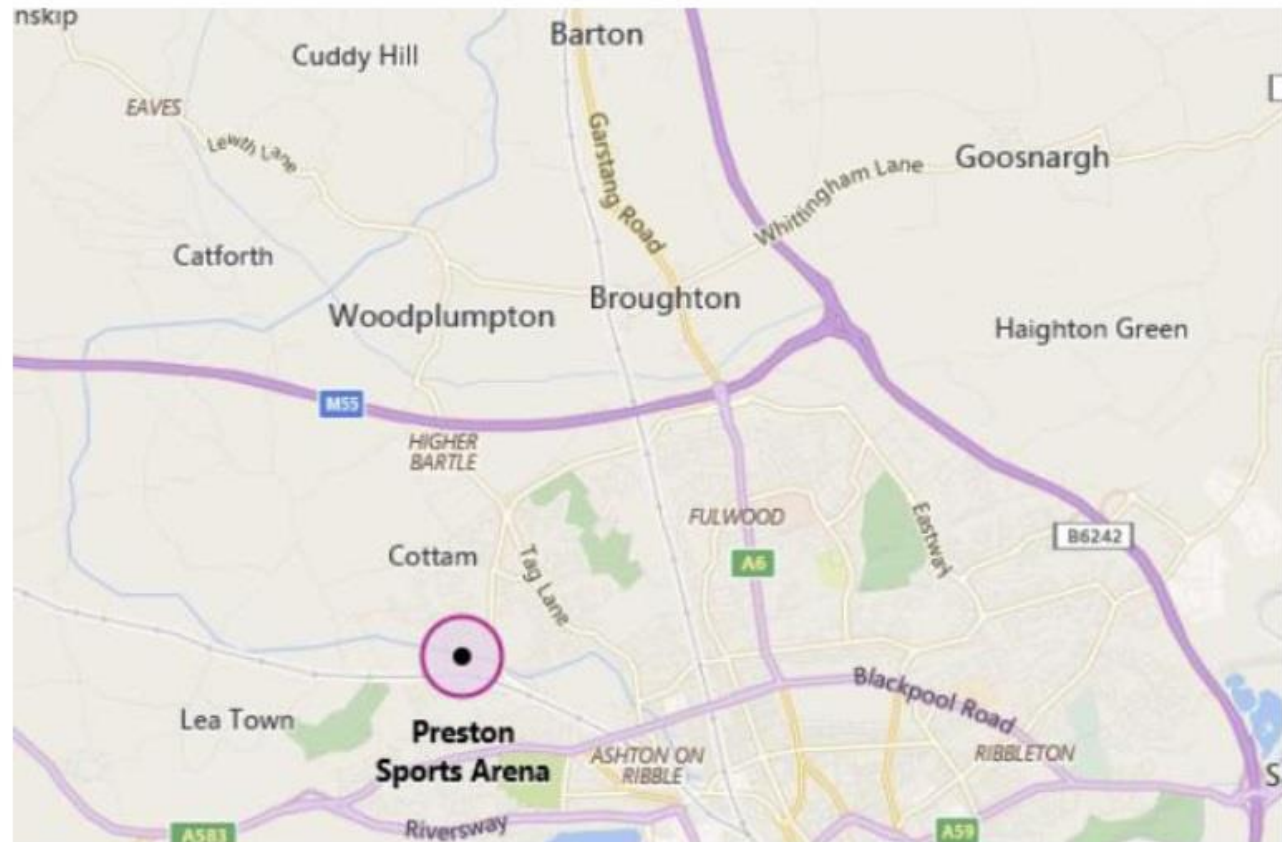 nskip
Barton
Cuddy Hill
EAVES
Lewth Lane
Garstang Road
Goosnargh
Whittingham Lane
Catforth
Broughton
Woodplumpton
Haighton Green
M55
HIGHER
BARTLE
FULWOOD
Eastway
B6242
Cottam
A6
Tag Lane
Blackpool Road
Lea Town
Preston
Sports Arena
ASHTON ON
RIBBLE
RIBBLETON
S
Riversway
A583
A59